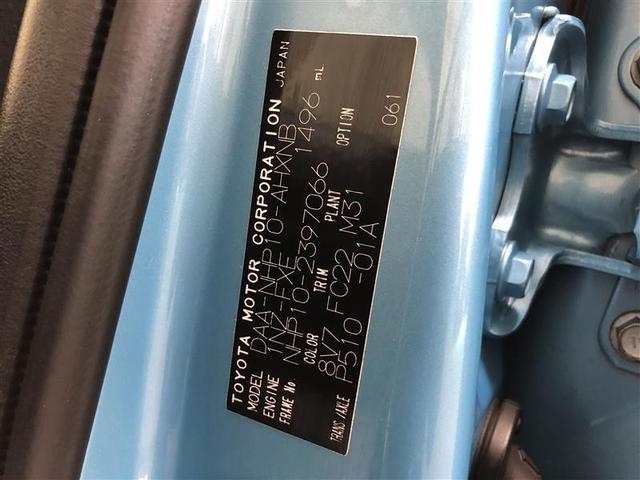 TOYOTA MOTOR CORPORATION JAPAN
MODEL DAA-NHP10-AHXNB
ENGINE 1NZ-FXE 1496 mL
FRAME No. NHP10-2397066
COLOR TRIM PLANT OPTION
8V7 FC22 M31 061
TRANS/AXLE P510 -01A